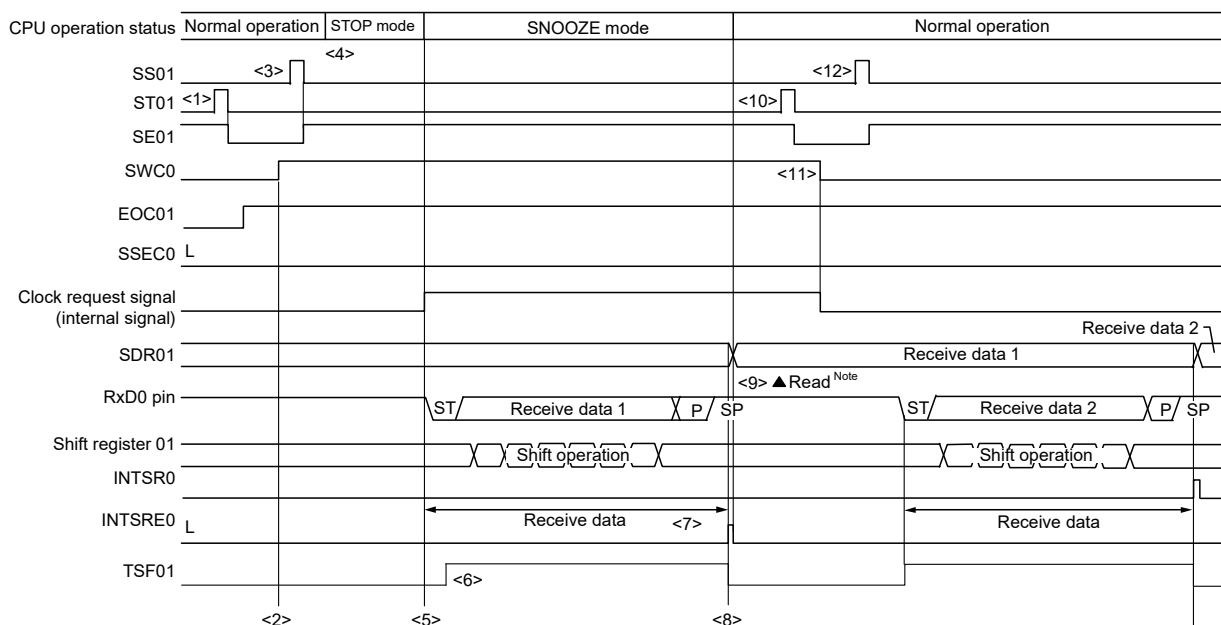 CPU operation status Normal operation STOP mode SNOOZE mode Normal operation
<4>
SS01 <3> <12>
ST01 <1> <10>
SE01
SWC0 <11>
EOC01
SSEC0 L
Clock request signal
(internal signal)
Receive data 2
SDR01 Receive data 1
<9> ▲Read Note
RxD0 pin ST Receive data 1 P SP ST Receive data 2 P SP
Shift register 01 Shift operation Shift operation
INTSR0
INTSRE0 L Receive data <7> Receive data
TSF01 <6>
<2> <5> <8>